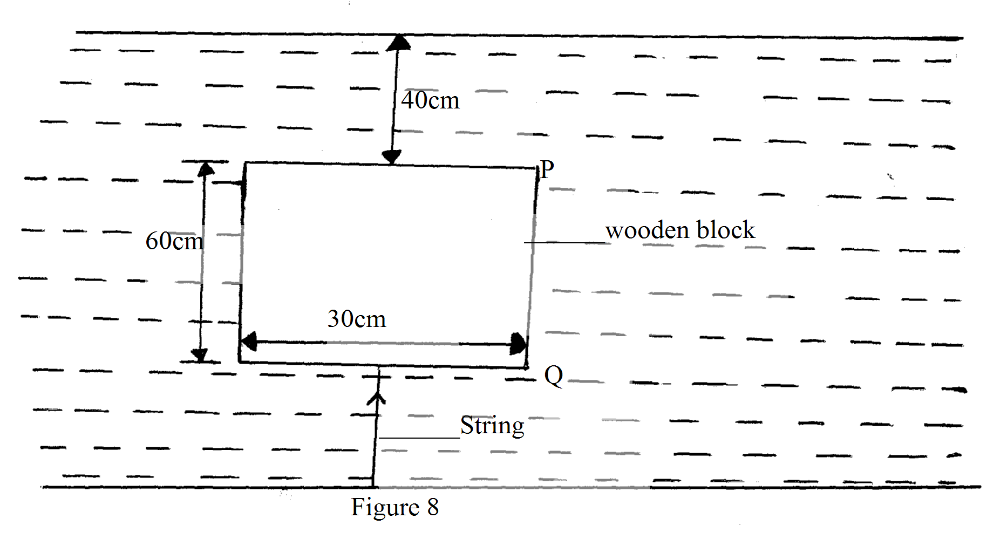 40cm
P
60cm
wooden block
30cm
Q
String
Figure 8